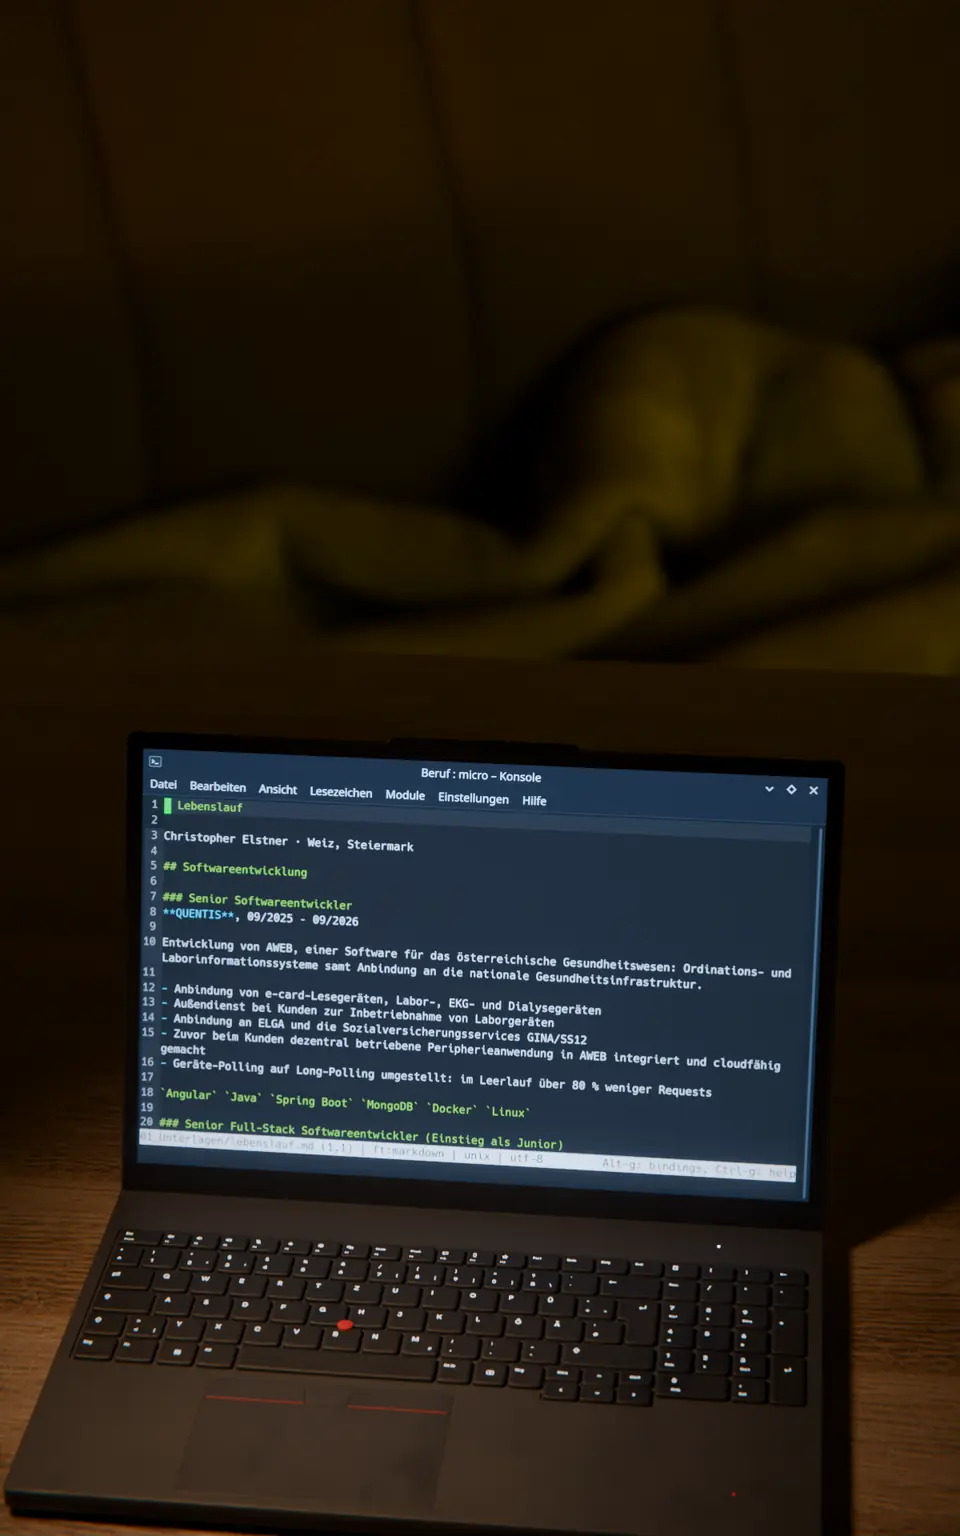 Beruf : micro – Konsole
Datei Bearbeiten Ansicht Lesezeichen Module Einstellungen Hilfe
1 Lebenslauf
2
3 Christopher Elstner · Weiz, Steiermark
4
5 ## Softwareentwicklung
6
7 ### Senior Softwareentwickler
8 **QUENTIS**, 09/2025 - 09/2026
9
10 Entwicklung von AWEB, einer Software für das österreichische Gesundheitswesen: Ordinations- und
Laborinformationssysteme samt Anbindung an die nationale Gesundheitsinfrastruktur.
11
12 - Anbindung von e-card-Lesegeräten, Labor-, EKG- und Dialysegeräten
13 - Außendienst bei Kunden zur Inbetriebnahme von Laborgeräten
14 - Anbindung an ELGA und die Sozialversicherungsservices GINA/SS12
15 - Zuvor beim Kunden dezentral betriebene Peripherieanwendung in AWEB integriert und cloudfähig
gemacht
16 - Geräte-Polling auf Long-Polling umgestellt: im Leerlauf über 80 % weniger Requests
17
18 `Angular` `Java` `Spring Boot` `MongoDB` `Docker` `Linux`
19
20 ### Senior Full-Stack Softwareentwickler (Einstieg als Junior)
01_Unterlagen/lebenslauf.md (1,1) | ft:markdown | unix | utf-8 Alt-g: bindings, Ctrl-g: help
Q W E R T Z U I O P Ü
A S D F G H J K L Ö Ä
Y X C V B N M